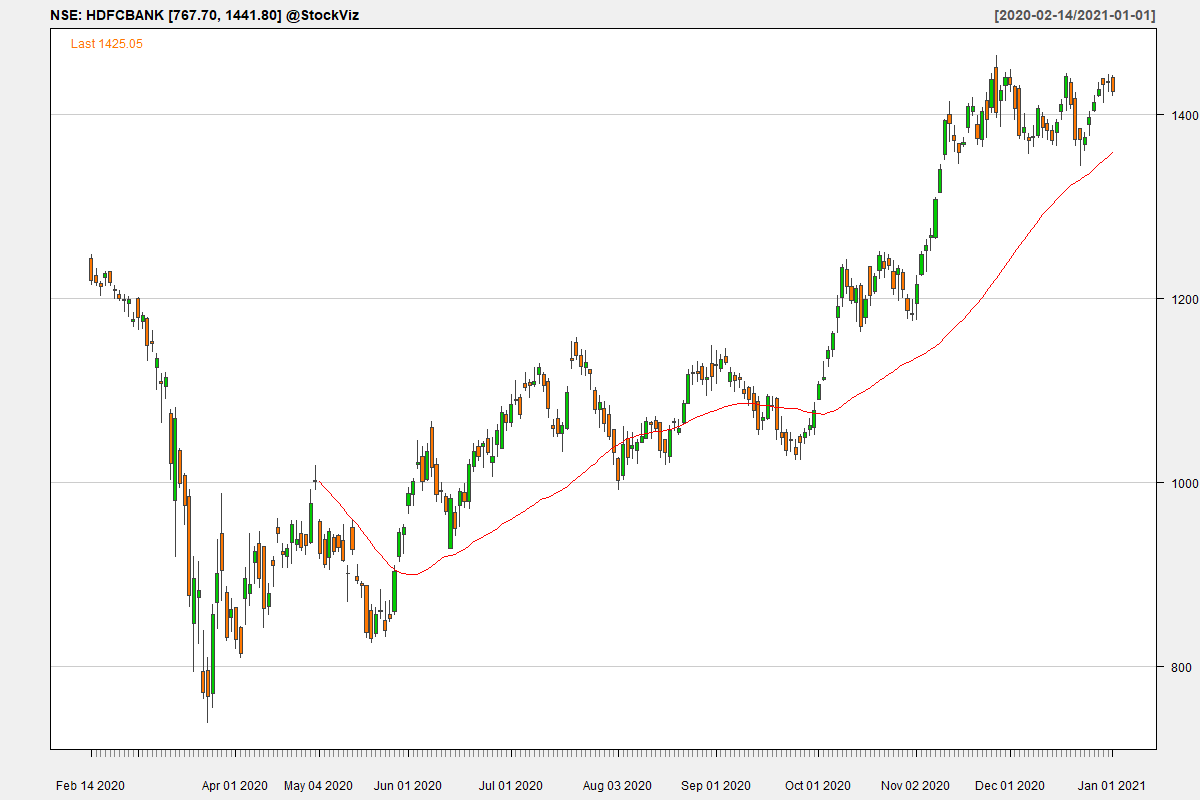 NSE: HDFCBANK [767.70, 1441.80] @StockViz
[2020-02-14/2021-01-01]
Last 1425.05
1400
1200
1000
800
Feb 14 2020 Apr 01 2020 May 04 2020 Jun 01 2020 Jul 01 2020 Aug 03 2020 Sep 01 2020 Oct 01 2020 Nov 02 2020 Dec 01 2020 Jan 01 2021